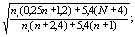 √(n,(0,25n+1,2)+5,4(N+4) / n(n+2,4)+5,4(n+1));